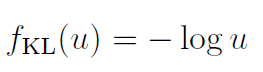 f_KL(u) = − log u